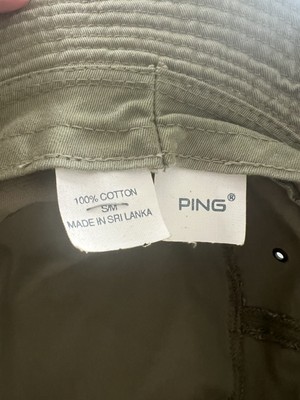 100% COTTON
S/M
MADE IN SRI LANKA
PING®